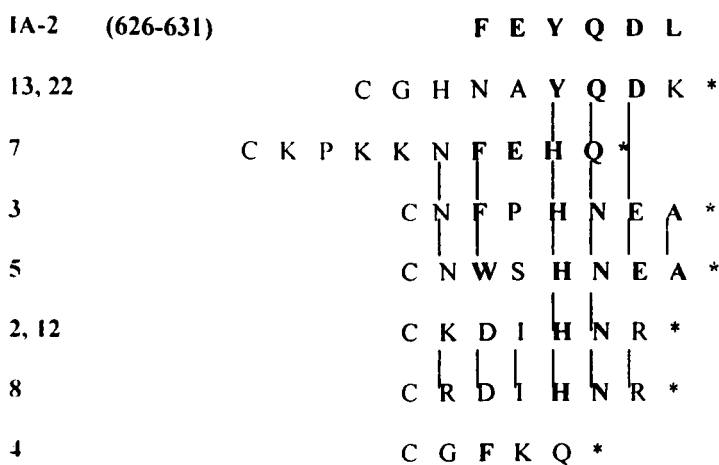 IA-2 (626-631) F E Y Q D L
13, 22 C G H N A Y Q D K *
7 C K P K K N F E H Q *
3 C N F P H N E A *
5 C N W S H N E A *
2, 12 C K D I H N R *
8 C R D I H N R *
4 C G F K Q *